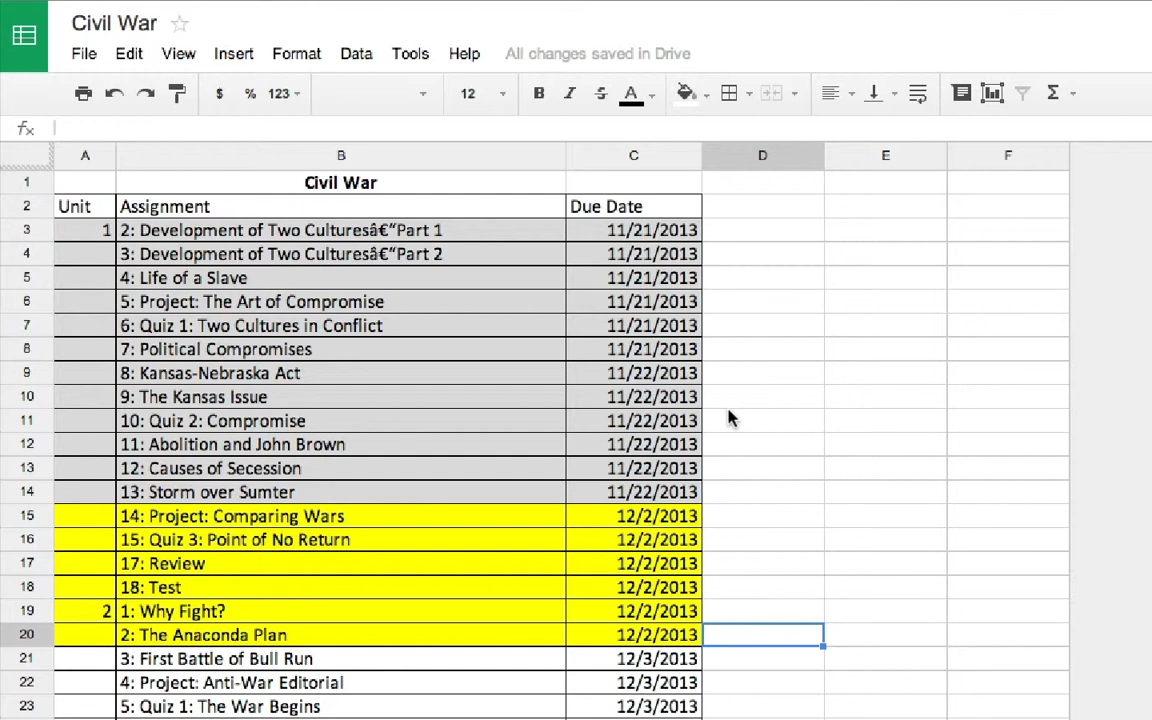 Civil War
File Edit View Insert Format Data Tools Help All changes saved in Drive
$ % 123 12 B I S A Σ
fx
A B C D E F
1 Civil War
2 Unit Assignment Due Date
3 1 2: Development of Two Culturesâ€“Part 1 11/21/2013
4 3: Development of Two Culturesâ€“Part 2 11/21/2013
5 4: Life of a Slave 11/21/2013
6 5: Project: The Art of Compromise 11/21/2013
7 6: Quiz 1: Two Cultures in Conflict 11/21/2013
8 7: Political Compromises 11/21/2013
9 8: Kansas-Nebraska Act 11/22/2013
10 9: The Kansas Issue 11/22/2013
11 10: Quiz 2: Compromise 11/22/2013
12 11: Abolition and John Brown 11/22/2013
13 12: Causes of Secession 11/22/2013
14 13: Storm over Sumter 11/22/2013
15 14: Project: Comparing Wars 12/2/2013
16 15: Quiz 3: Point of No Return 12/2/2013
17 17: Review 12/2/2013
18 18: Test 12/2/2013
19 2 1: Why Fight? 12/2/2013
20 2: The Anaconda Plan 12/2/2013
21 3: First Battle of Bull Run 12/3/2013
22 4: Project: Anti-War Editorial 12/3/2013
23 5: Quiz 1: The War Begins 12/3/2013